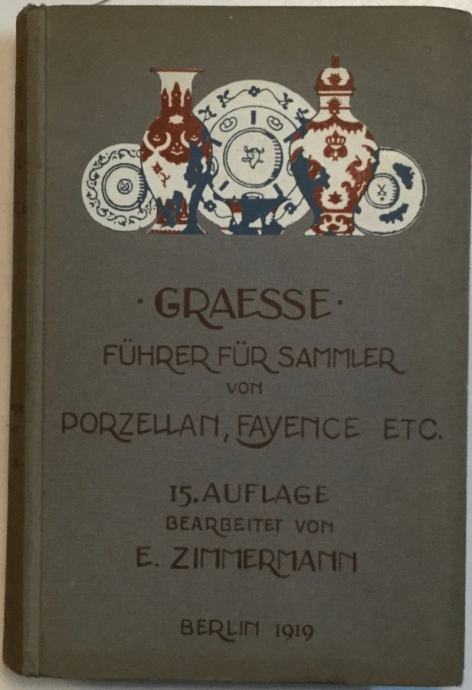 · GRAESSE ·
FÜHRER FÜR SAMMLER
VON
PORZELLAN, FAYENCE ETC.
15. AUFLAGE
BEARBEITET VON
E. ZIMMERMANN
BERLIN 1919